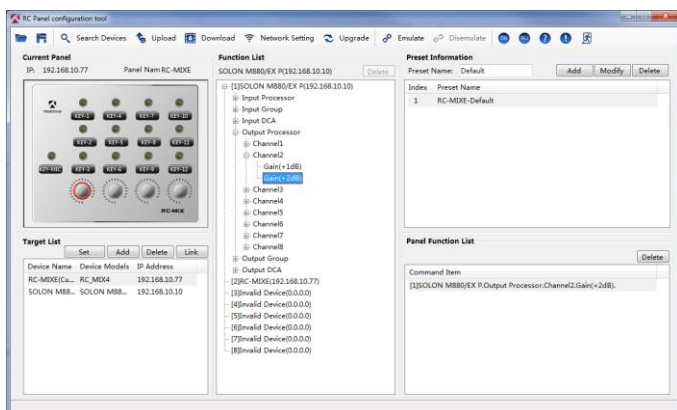 RC Panel configuration tool
Search Devices Upload Download Network Setting Upgrade Emulate Disemulate CN RU
Current Panel
IP: 192.168.10.77 Panel Nam RC-MIXE
KEY-1 KEY-4 KEY-7 KEY-10
KEY-2 KEY-5 KEY-8 KEY-11
KEY-MIC KEY-3 KEY-6 KEY-9 KEY-12
RC-MIX
Target List
Set Add Delete Link
Device Name Device Models IP Address
RC-MIXE(Cu... RC_MIX4 192.168.10.77
SOLON M88... SOLON M88... 192.168.10.10
Function List
SOLON M880/EX P(192.168.10.10) Delete
[1]SOLON M880/EX P(192.168.10.10)
Input Processor
Input Group
Input DCA
Output Processor
Channel1
Channel2
Gain(+1dB)
Gain(+2dB)
Channel3
Channel4
Channel5
Channel6
Channel7
Channel8
Output Group
Output DCA
[2]RC-MIXE(192.168.10.77)
[3]Invalid Device(0.0.0.0)
[4]Invalid Device(0.0.0.0)
[5]Invalid Device(0.0.0.0)
[6]Invalid Device(0.0.0.0)
[7]Invalid Device(0.0.0.0)
[8]Invalid Device(0.0.0.0)
Preset Information
Preset Name: Default Add Modify Delete
Index Preset Name
1 RC-MIXE-Default
Panel Function List
Delete
Command Item
[1]SOLON M880/EX P.Output Processor.Channel2.Gain(+2dB).